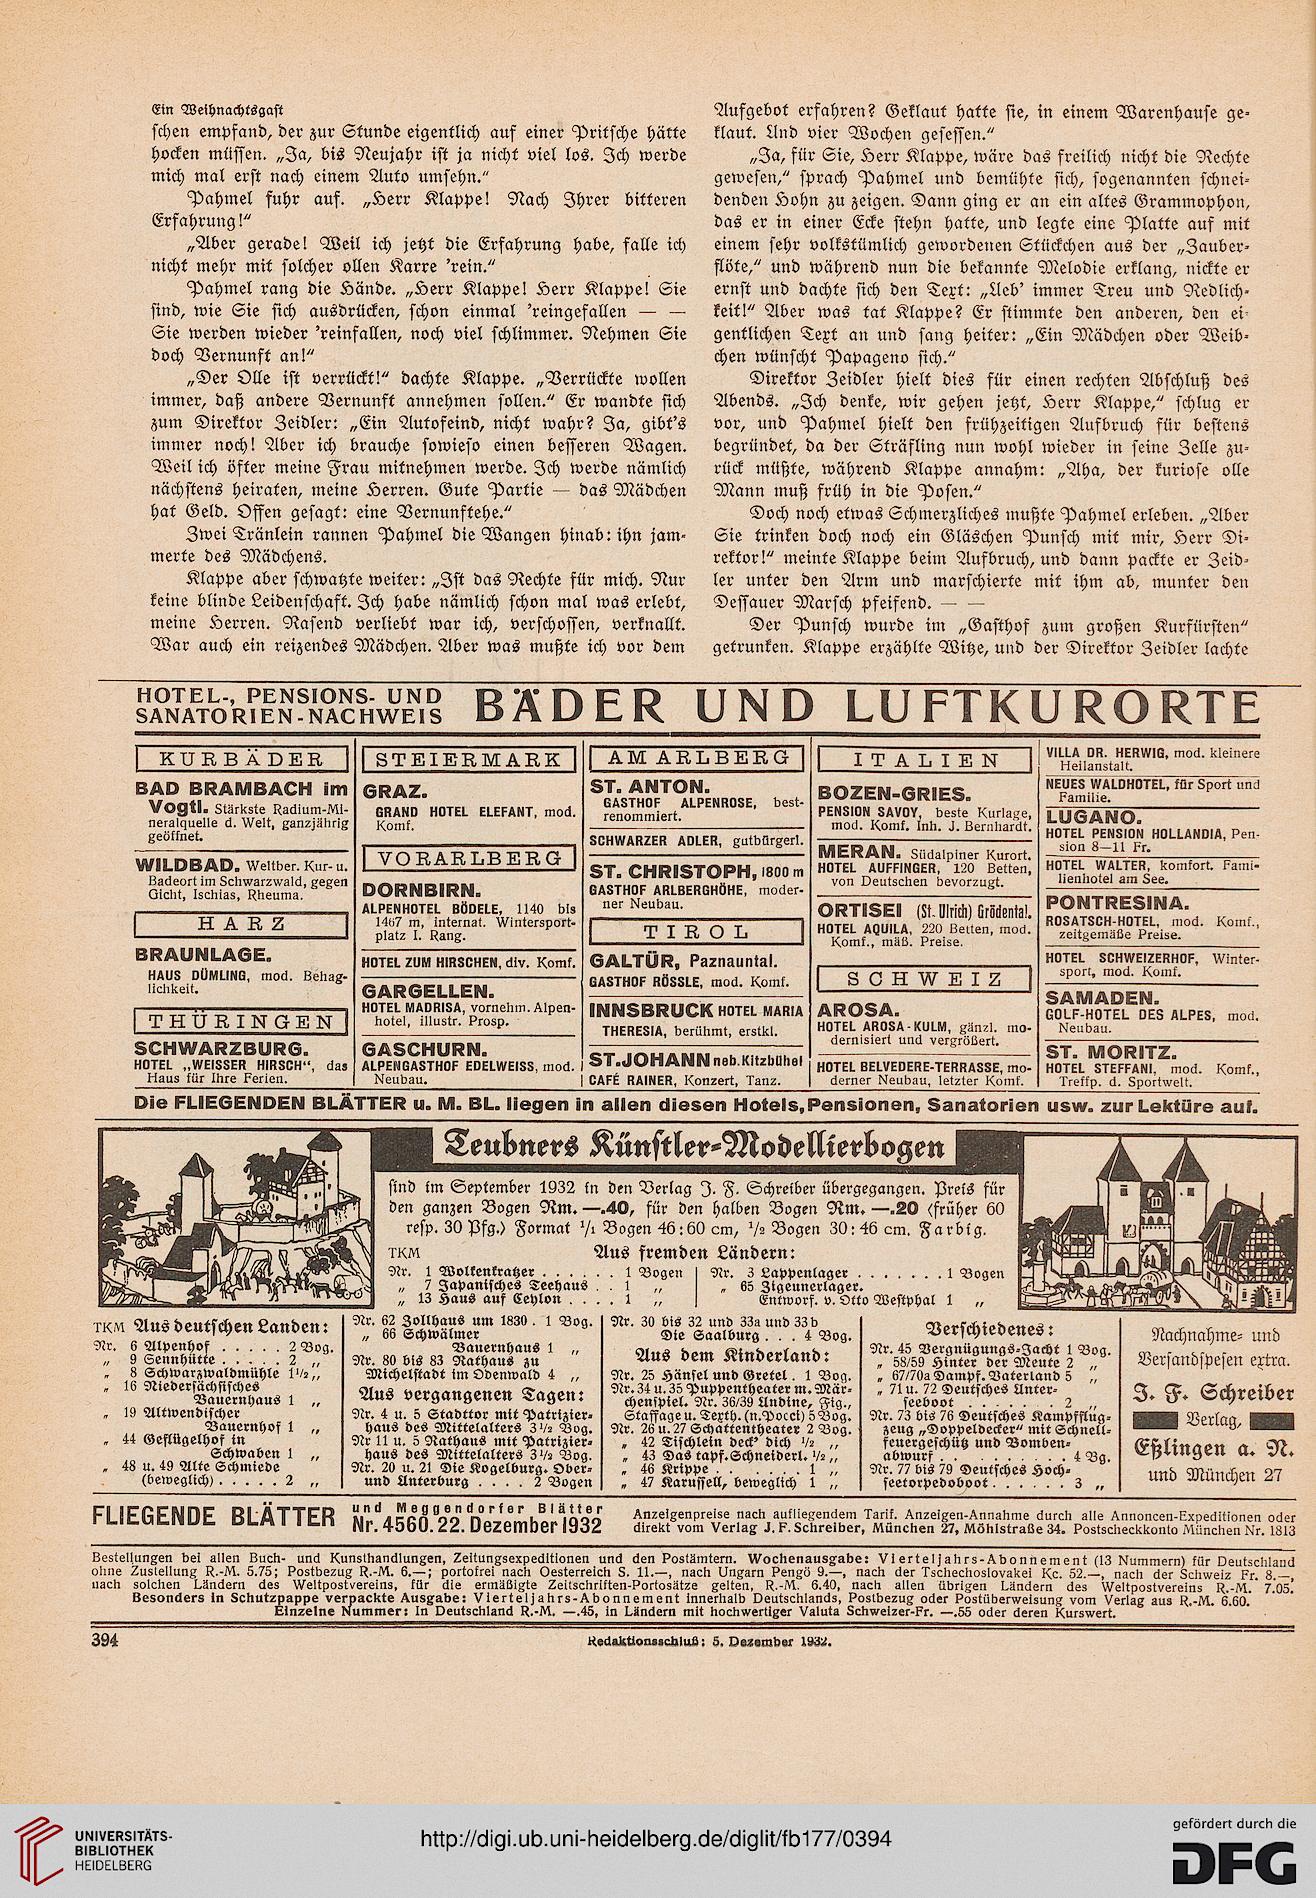 Ein Weihnachtsgast
schen empfand, der zur Stunde eigentlich auf einer Pritsche hätte
hocken müssen. „Ja, bis Neujahr ist ja nicht viel los. Ich werde
mich mal erst nach einem Auto umsehn."
Pahmel fuhr auf. „Herr Klappe! Nach Ihrer bitteren
Erfahrung!"
„Aber gerade! Weil ich jetzt die Erfahrung habe, falle ich
nicht mehr mit solcher ollen Karre 'rein."
Pahmel rang die Hände. „Herr Klappe! Herr Klappe! Sie
sind, wie Sie sich ausdrücken, schon einmal 'reingefallen — —
Sie werden wieder 'reinfallen, noch viel schlimmer. Nehmen Sie
doch Vernunft an!"
„Der Olle ist verrückt!" dachte Klappe. „Verrückte wollen
immer, daß andere Vernunft annehmen sollen." Er wandte sich
zum Direktor Zeidler: „Ein Autofeind, nicht wahr? Ja, gibt's
immer noch! Aber ich brauche sowieso einen besseren Wagen.
Weil ich öfter meine Frau mitnehmen werde. Ich werde nämlich
nächstens heiraten, meine Herren. Gute Partie — das Mädchen
hat Geld. Offen gesagt: eine Vernunftehe."
Zwei Tränlein rannen Pahmel die Wangen hinab: ihn jam-
merte des Mädchens.
Klappe aber schwatzte weiter: „Ist das Rechte für mich. Nur
keine blinde Leidenschaft. Ich habe nämlich schon mal was erlebt,
meine Herren. Rasend verliebt war ich, verschossen, verknallt.
War auch ein reizendes Mädchen. Aber was mußte ich vor dem
Aufgebot erfahren? Geklaut hatte sie, in einem Warenhause ge-
klaut. Und vier Wochen gesessen."
„Ja, für Sie, Herr Klappe, wäre das freilich nicht die Rechte
gewesen," sprach Pahmel und bemühte sich, sogenannten schnei-
denden Hohn zu zeigen. Dann ging er an ein altes Grammophon,
das er in einer Ecke stehn hatte, und legte eine Platte auf mit
einem sehr volkstümlich gewordenen Stückchen aus der „Zauber-
flöte," und während nun die bekannte Melodie erklang, nickte er
ernst und dachte sich den Text: „Ueb' immer Treu und Redlich-
keit!" Aber was tat Klappe? Er stimmte den anderen, den ei-
gentlichen Text an und sang heiter: „Ein Mädchen oder Weib-
chen wünscht Papageno sich."
Direktor Zeidler hielt dies für einen rechten Abschluß des
Abends. „Ich denke, wir gehen jetzt, Herr Klappe," schlug er
vor, und Pahmel hielt den frühzeitigen Aufbruch für bestens
begründet, da der Sträfling nun wohl wieder in seine Zelle zu-
rück müßte, während Klappe annahm: „Aha, der kuriose olle
Mann muß früh in die Posen."
Doch noch etwas Schmerzliches mußte Pahmel erleben. „Aber
Sie trinken doch noch ein Gläschen Punsch mit mir, Herr Di-
rektor!" meinte Klappe beim Aufbruch, und dann packte er Zeid-
ler unter den Arm und marschierte mit ihm ab, munter den
Dessauer Marsch pfeifend. — —
Der Punsch wurde im „Gasthof zum großen Kurfürsten"
getrunken. Klappe erzählte Witze, und der Direktor Zeidler lachte
HOTEL-, PENSIONS- UND
SANATORIEN-NACHWEIS
BÄDER UND LUFTKURORTE
KURBÄDER
BAD BRAMBACH im
Vogtl. Stärkste Radium-Mi-
neralquelle d. Welt, ganzjährig
geöffnet.
WILDBAD. Weltber. Kur- u.
Badeort im Schwarzwald, gegen
Gicht, Ischias, Rheuma.
HARZ
BRAUNLAGE.
HAUS DÜMLING, mod. Behag-
lichkeit.
THÜRINGEN
SCHWARZBURG.
HOTEL „WEISSER HIRSCH", das
Haus für Ihre Ferien.
STEIERMARK
GRAZ.
GRAND HOTEL ELEFANT, mod.
Komf.
VORARLBERG
DORNBIRN.
ALPENHOTEL BÖDELE, 1140 bis
1467 m, internat. Wintersport-
platz I. Rang.
HOTEL ZUM HIRSCHEN, div. Komf.
GARGELLEN.
HOTEL MADRISA, vornehm. Alpen-
hotel, illustr. Prosp.
GASCHURN.
ALPENGASTHOF EDELWEISS, mod.
Neubau.
AM ARLBERG
ST. ANTON.
GASTHOF ALPENROSE, best-
renommiert.
SCHWARZER ADLER, gutbürgerl.
ST. CHRISTOPH, 1800 m
GASTHOF ARLBERGHÖHE, moder-
ner Neubau.
TIROL
GALTÜR, Paznauntal.
GASTHOF RÖSSLE, mod. Komf.
INNSBRUCK HOTEL MARIA
THERESIA, berühmt, erstkl.
ST. JOHANN neb. Kitzbühel
CAFÉ RAINER, Konzert, Tanz.
ITALIEN
BOZEN-GRIES.
PENSION SAVOY, beste Kurlage,
mod. Komf. Inh. J. Bernhardt.
MERAN. Südalpiner Kurort.
HOTEL AUFFINGER, 120 Betten,
von Deutschen bevorzugt.
ORTISEI (St. Ulrich) Grödental.
HOTEL AQUILA, 220 Betten, mod.
Komf., mäß. Preise.
SCHWEIZ
AROSA.
HOTEL AROSA-KULM, gänzl. mo-
dernisiert und vergrößert.
HOTEL BELVEDERE-TERRASSE, mo-
derner Neubau, letzter Komf.
VILLA DR. HERWIG, mod. kleinere
Heilanstalt.
NEUES WALDHOTEL, für Sport und
Familie.
LUGANO.
HOTEL PENSION HOLLANDIA, Pen-
sion 8—11 Fr.
HOTEL WALTER, komfort. Fami-
lienhotel am See.
PONTRESINA.
ROSATSCH-HOTEL, mod. Komf.,
zeitgemäße Preise.
HOTEL SCHWEIZERHOF, Winter-
sport, mod. Komf.
SAMADEN.
GOLF-HOTEL DES ALPES, mod.
Neubau.
ST. MORITZ.
HOTEL STEFFANI, mod. Komf.,
Treffp. d. Sportwelt.
Die FLIEGENDEN BLÄTTER u. M. BL. liegen in allen diesen Hotels, Pensionen, Sanatorien usw. zur Lektüre auf.
Teubners Künstler-Modellierbogen
sind im September 1932 in den Verlag J. F. Schreiber übergegangen. Preis für
den ganzen Bogen Rm. —.40, für den halben Bogen Rm. —.20 (früher 60
resp. 30 Pfg.) Format 1/1 Bogen 46:60 cm, 1/2 Bogen 30:46 cm. Farbig.
TKM Aus fremden Ländern:
Nr. 1 Wolkenkratzer . . . . . . 1 Bogen
„ 7 Japanisches Teehaus . . 1 „
„ 13 Haus auf Ceylon . . . . 1 „
Nr. 3 Lappenlager . . . . . . . 1 Bogen
„ 65 Zigeunerlager.
Entworf. v. Otto Westphal 1 „
TKM Aus deutschen Landen:
Nr. 6 Alpenhof . . . . . 2 Bog.
„ 9 Sennhütte . . . . . 2 „
„ 8 Schwarzwaldmühle 1 1/2 „
„ 16 Niedersächsisches
Bauernhaus 1 „
„ 19 Altwendischer
Bauernhof 1 „
„ 44 Geflügelhof in
Schwaben 1 „
„ 48 u. 49 Alte Schmiede
(beweglich) . . . . . 2 „
Nr. 62 Zollhaus um 1830 . 1 Bog.
„ 66 Schwälmer
Bauernhaus 1 „
Nr. 80 bis 83 Rathaus zu
Michelstadt im Odenwald 4 „
Aus vergangenen Tagen:
Nr. 4 u. 5 Stadttor mit Patrizier-
haus des Mittelalters 3 1/2 Bog.
Nr 11 u. 5 Rathaus mit Patrizier-
haus des Mittelalters 3 1/2 Bog.
Nr. 20 u. 21 Die Kogelburg. Ober-
und Unterburg . . . . 2 Bogen
Nr. 30 bis 32 und 33a und 33b
Die Saalburg . . . 4 Bog.
Aus dem Kinderland:
Nr. 25 Hänsel und Gretel . 1 Bog.
Nr. 34 u. 35 Puppentheater m. Mär-
chenspiel. Nr. 36/39 Undine, Fig.,
Staffage u. Texth. (n. Pocci) 5 Bog.
Nr. 26 u. 27 Schattentheater 2 Bog.
„ 42 Tischlein deck' dich 1/2 „
„ 43 Das tapf. Schneiderl. 1/2 „
„ 46 Krippe . . . . . . . 1 „
„ 47 Karussell, beweglich 1 „
Verschiedenes:
Nr. 45 Vergnügungs-Jacht 1 Bog.
„ 58/59 Hinter der Meute 2 „
„ 67/70a Dampf. Vaterland 5 „
„ 71 u. 72 Deutsches Unter-
seeboot . . . . . . . 2 „
Nr. 73 bis 76 Deutsches Kampfflug-
zeug „Doppeldecker" mit Schnell-
feuergeschütz und Bomben-
abwurf . . . . . . . . . 4 Bg.
Nr. 77 bis 79 Deutsches Hoch-
seetorpedoboot . . . . . . 3 „
Nachnahme- und
Versandspesen extra.
J. F. Schreiber
Verlag,
Eßlingen a. N.
und München 27
FLIEGENDE BLÄTTER
und Meggendorfer Blätter
Nr. 4560. 22. Dezember 1932
Anzeigenpreise nach aufliegendem Tarif. Anzeigen-Annahme durch alle Annoncen-Expeditionen oder
direkt vom Verlag J. F. Schreiber, München 27, Möhlstraße 34. Postscheckkonto München Nr. 1813
Bestellungen bei allen Buch- und Kunsthandlungen, Zeitungsexpeditionen und den Postämtern. Wochenausgabe: Vierteljahrs-Abonnement (13 Nummern) für Deutschland
ohne Zustellung R.-M. 5.75; Postbezug R.-M. 6.—; portofrei nach Oesterreich S. 11.—, nach Ungarn Pengö 9.—, nach der Tschechoslovakei Kc. 52.—, nach der Schweiz Fr. 8.—,
nach solchen Ländern des Weltpostvereins, für die ermäßigte Zeitschriften-Portosätze gelten, R.-M. 6.40, nach allen übrigen Ländern des Weltpostvereins R.-M. 7.05.
Besonders in Schutzpappe verpackte Ausgabe: Vierteljahrs-Abonnement innerhalb Deutschlands, Postbezug oder Postüberweisung vom Verlag aus R.-M. 6.60.
Einzelne Nummer: In Deutschland R.-M. —.45, in Ländern mit hochwertiger Valuta Schweizer-Fr. —.55 oder deren Kurswert.
394
Redaktionsschluß: 5. Dezember 1932.
UNIVERSITÄTS-
BIBLIOTHEK
HEIDELBERG
http://digi.ub.uni-heidelberg.de/diglit/fb177/0394
gefördert durch die
DFG